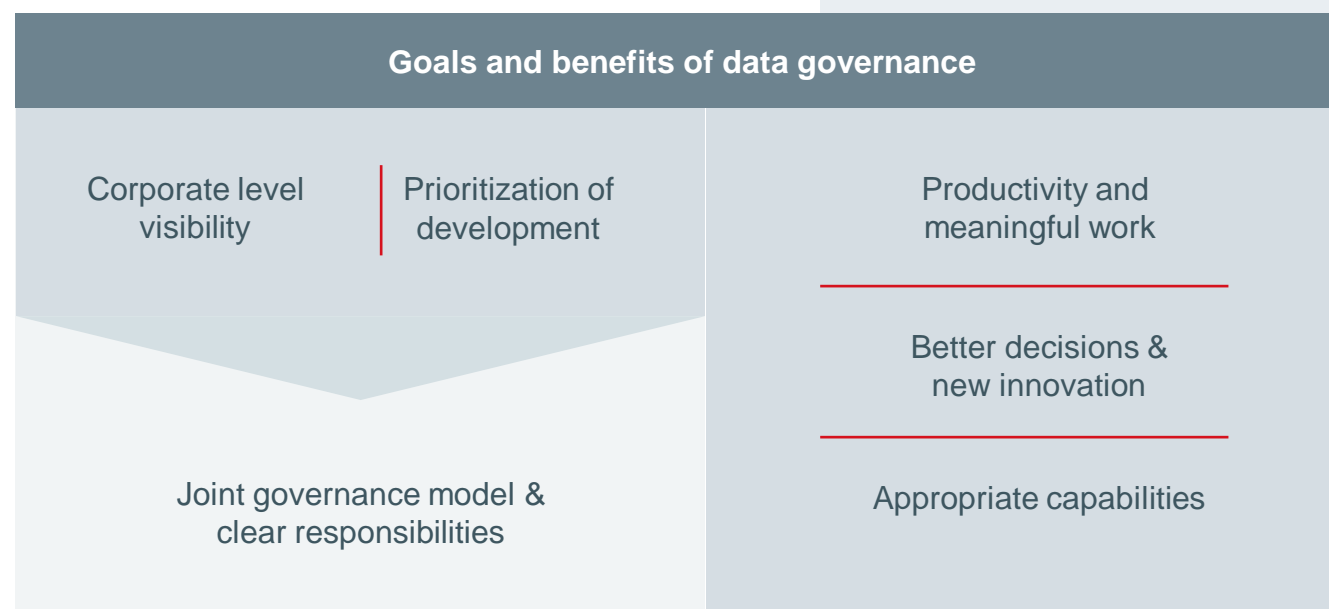 Goals and benefits of data governance
Corporate level
visibility
Prioritization of
development
Joint governance model &
clear responsibilities
Productivity and
meaningful work
Better decisions &
new innovation
Appropriate capabilities